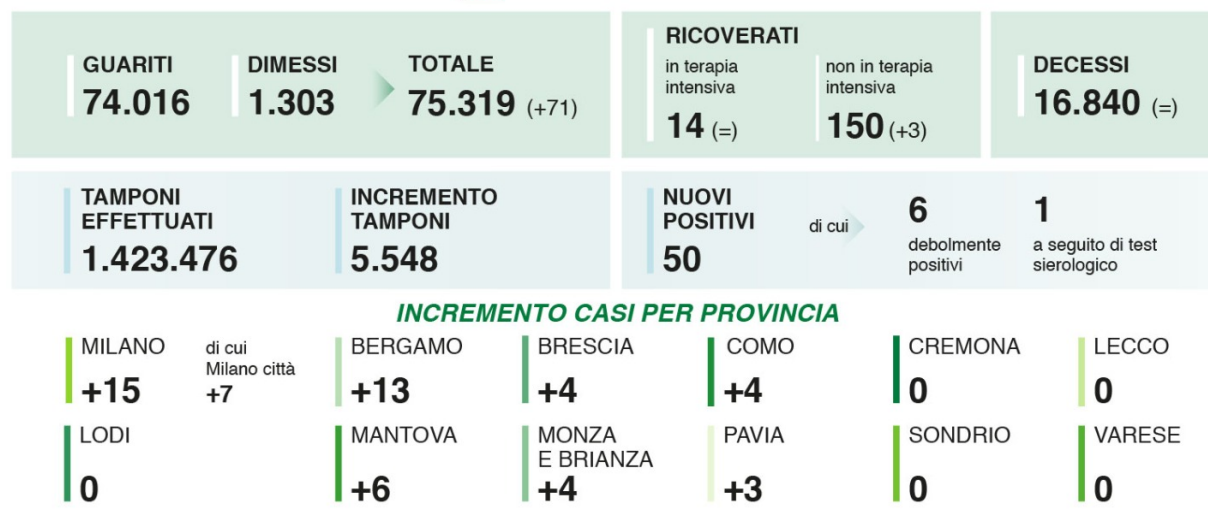 GUARITI
74.016
DIMESSI
1.303
TOTALE
75.319 (+71)
RICOVERATI
in terapia
intensiva
14 (=)
non in terapia
intensiva
150 (+3)
DECESSI
16.840 (=)
TAMPONI
EFFETTUATI
1.423.476
INCREMENTO
TAMPONI
5.548
NUOVI
POSITIVI
50
di cui
6
debolmente
positivi
1
a seguito di test
sierologico
INCREMENTO CASI PER PROVINCIA
MILANO
+15
di cui
Milano città
+7
BERGAMO
+13
BRESCIA
+4
COMO
+4
CREMONA
0
LECCO
0
LODI
0
MANTOVA
+6
MONZA
E BRIANZA
+4
PAVIA
+3
SONDRIO
0
VARESE
0